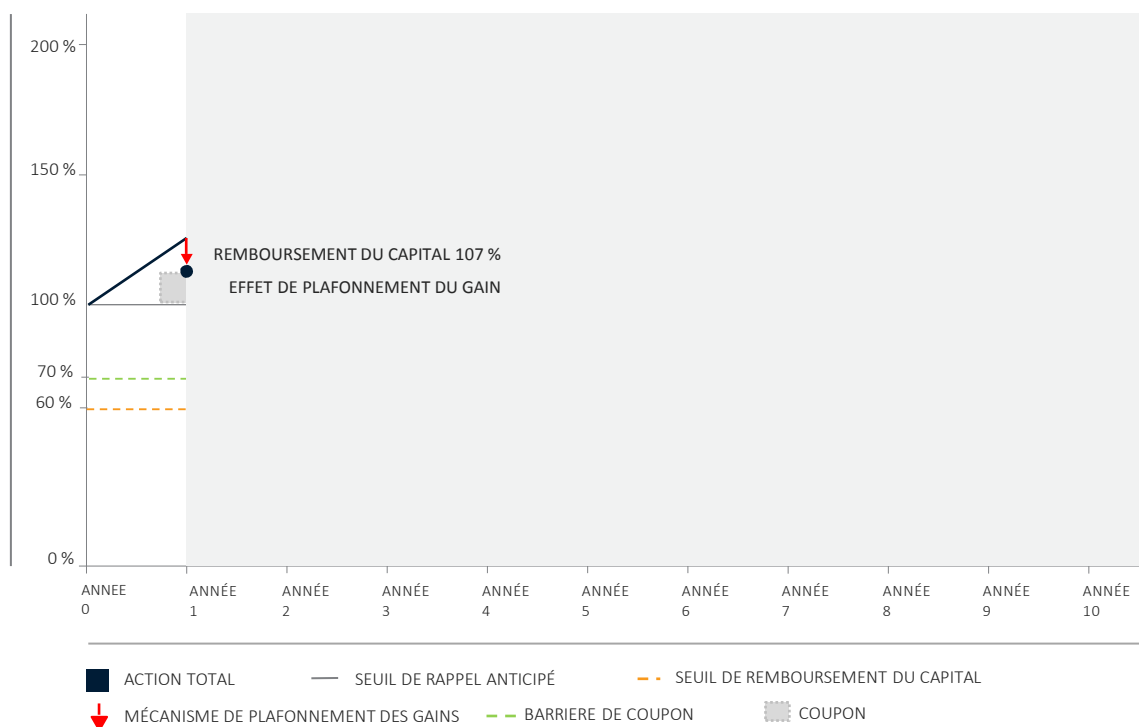 200 %
150 %
REMBOURSEMENT DU CAPITAL 107 %
EFFET DE PLAFONNEMENT DU GAIN
100 %
70 %
60 %
0 %
ANNEE 0
ANNÉE 1
ANNÉE 2
ANNÉE 3
ANNÉE 4
ANNÉE 5
ANNÉE 6
ANNÉE 7
ANNÉE 8
ANNÉE 9
ANNÉE 10
ACTION TOTAL
SEUIL DE RAPPEL ANTICIPÉ
SEUIL DE REMBOURSEMENT DU CAPITAL
MÉCANISME DE PLAFONNEMENT DES GAINS
BARRIERE DE COUPON
COUPON